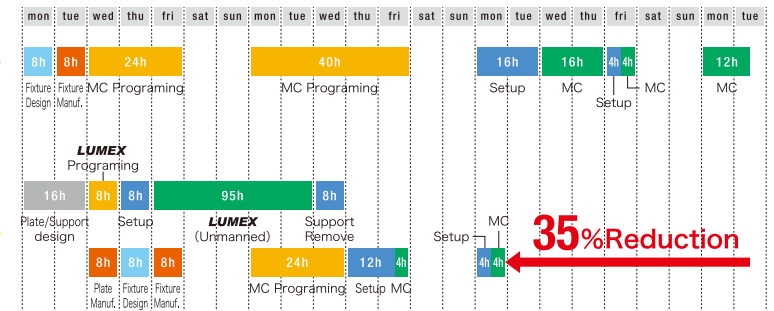 mon tue wed thu fri sat sun mon tue wed thu fri sat sun mon tue wed thu fri sat sun mon tue
8h 8h 24h 40h 16h 16h 4h 4h 12h
Fixture Design
Fixture Manuf.
MC Programing
MC Programing
Setup
MC
Setup
MC
MC
LUMEX
Programing
16h 8h 8h 95h 8h
Plate/Support
design
Setup
LUMEX
(Unmanned)
Support
Remove
MC
Setup
35%Reduction
8h 8h 8h 24h 12h 4h 4h 4h
Plate
Manuf.
Fixture
Design
Fixture
Manuf.
MC Programing
Setup
MC